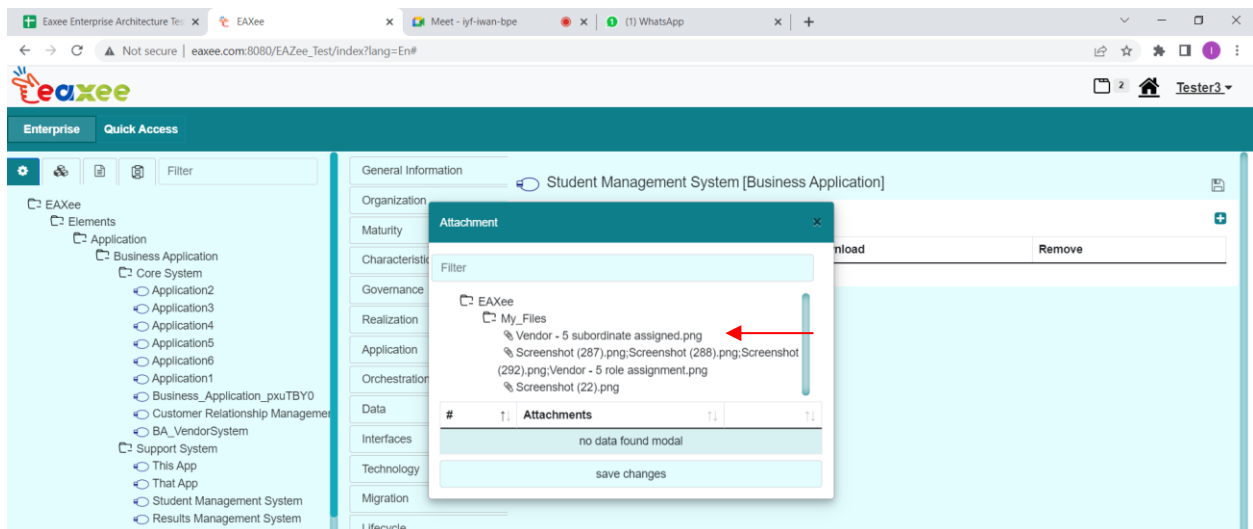 Eaxee Enterprise Architecture Tes
EAXee
Meet - iyf-iwan-bpe
(1) WhatsApp
Not secure | eaxee.com:8080/EAZee_Test/index?lang=En#
I
eaxee
2
Tester3
Enterprise
Quick Access
Filter
EAXee
Elements
Application
Business Application
Core System
Application2
Application3
Application4
Application5
Application6
Application1
Business_Application_pxuTBY0
Customer Relationship Managemen
BA_VendorSystem
Support System
This App
That App
Student Management System
Results Management System
General Information
Organization
Maturity
Characteristic
Governance
Realization
Application
Orchestration
Data
Interfaces
Technology
Migration
Lifecycle
Student Management System [Business Application]
nload
Remove
Attachment
×
Filter
EAXee
My_Files
Vendor - 5 subordinate assigned.png
Screenshot (287).png;Screenshot (288).png;Screenshot
(292).png;Vendor - 5 role assignment.png
Screenshot (22).png
# Attachments
no data found modal
save changes